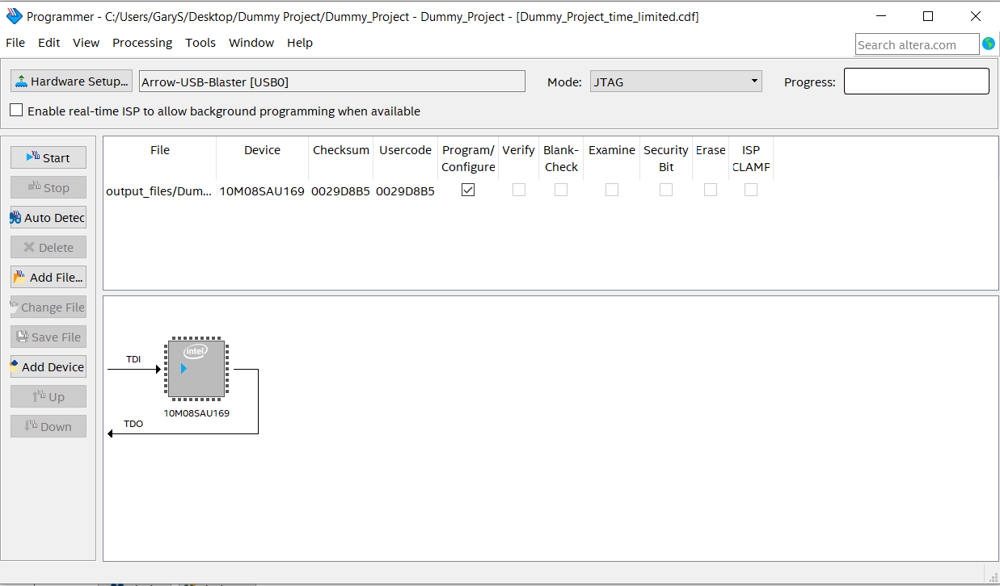 Programmer - C:/Users/GaryS/Desktop/Dummy Project/Dummy_Project - Dummy_Project - [Dummy_Project_time_limited.cdf]
File Edit View Processing Tools Window Help
Search altera.com
Hardware Setup... Arrow-USB-Blaster [USB0] Mode: JTAG Progress:
Enable real-time ISP to allow background programming when available
Start
Stop
Auto Detec
Delete
Add File...
Change File
Save File
Add Device
Up
Down
File Device Checksum Usercode Program/ Verify Blank- Examine Security Erase ISP
Configure Check Bit CLAMP
output_files/Dum... 10M08SAU169 0029D8B5 0029D8B5
intel
TDI
10M08SAU169
TDO